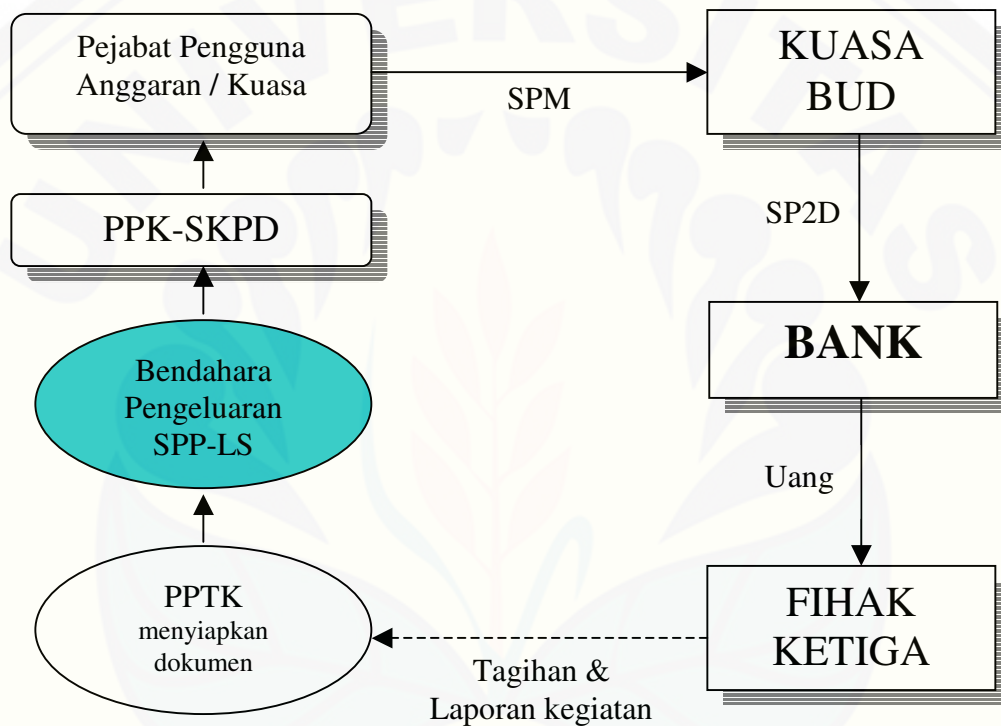 Pejabat Pengguna
Anggaran / Kuasa
SPM
KUASA
BUD
PPK-SKPD
SP2D
Bendahara
Pengeluaran
SPP-LS
BANK
Uang
PPTK
menyiapkan
dokumen
FIHAK
KETIGA
Tagihan &
Laporan kegiatan
UNIVERSITAS